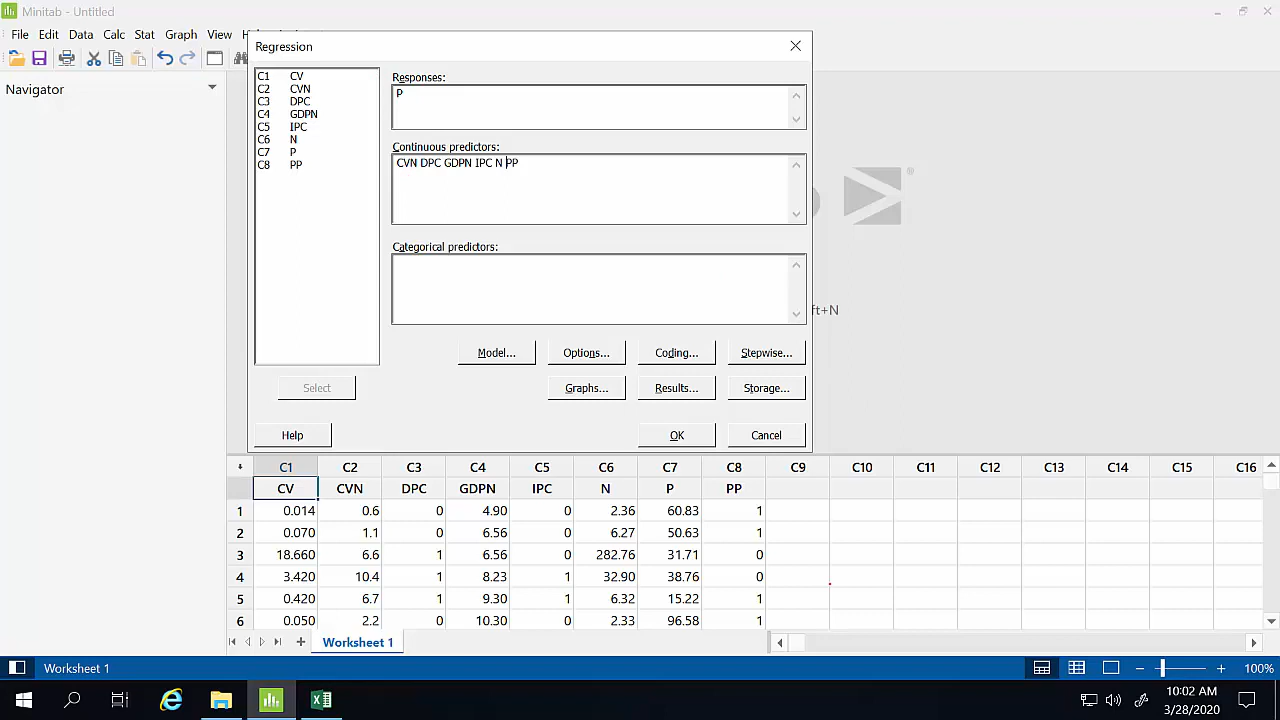 Minitab - Untitled
File Edit Data Calc Stat Graph View
Navigator
Regression
C1 CV
C2 CVN
C3 DPC
C4 GDPN
C5 IPC
C6 N
C7 P
C8 PP
Responses:
P
Continuous predictors:
CVN DPC GDPN IPC N PP
Categorical predictors:
Model... Options... Coding... Stepwise...
Select Graphs... Results... Storage...
Help OK Cancel
ft+N
C1 C2 C3 C4 C5 C6 C7 C8 C9 C10 C11 C12 C13 C14 C15 C16
CV CVN DPC GDPN IPC N P PP
1 0.014 0.6 0 4.90 0 2.36 60.83 1
2 0.070 1.1 0 6.56 0 6.27 50.63 1
3 18.660 6.6 1 6.56 0 282.76 31.71 0
4 3.420 10.4 1 8.23 1 32.90 38.76 0
5 0.420 6.7 1 9.30 1 6.32 15.22 1
6 0.050 2.2 0 10.30 0 2.33 96.58 1
Worksheet 1
Worksheet 1 100%
10:02 AM
3/28/2020